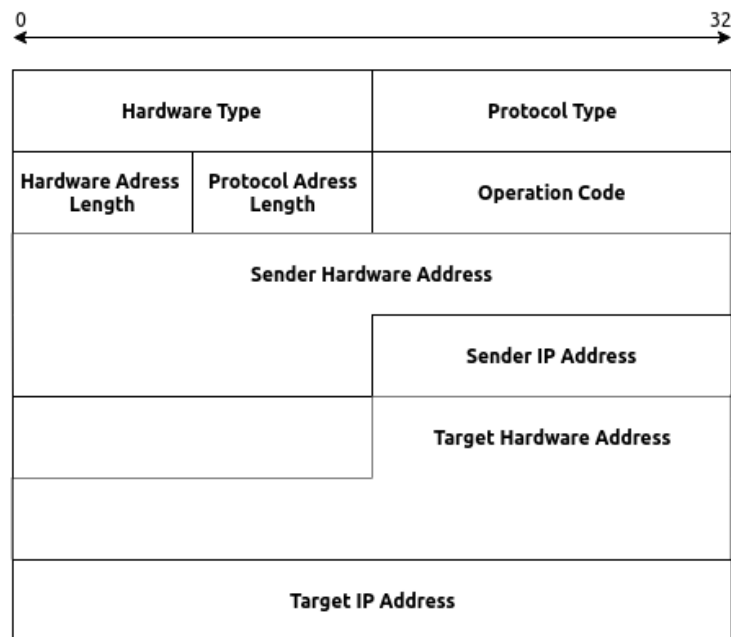 0 32
Hardware Type Protocol Type
Hardware Adress Protocol Adress Operation Code
Length Length
Sender Hardware Address
Sender IP Address
Target Hardware Address
Target IP Address